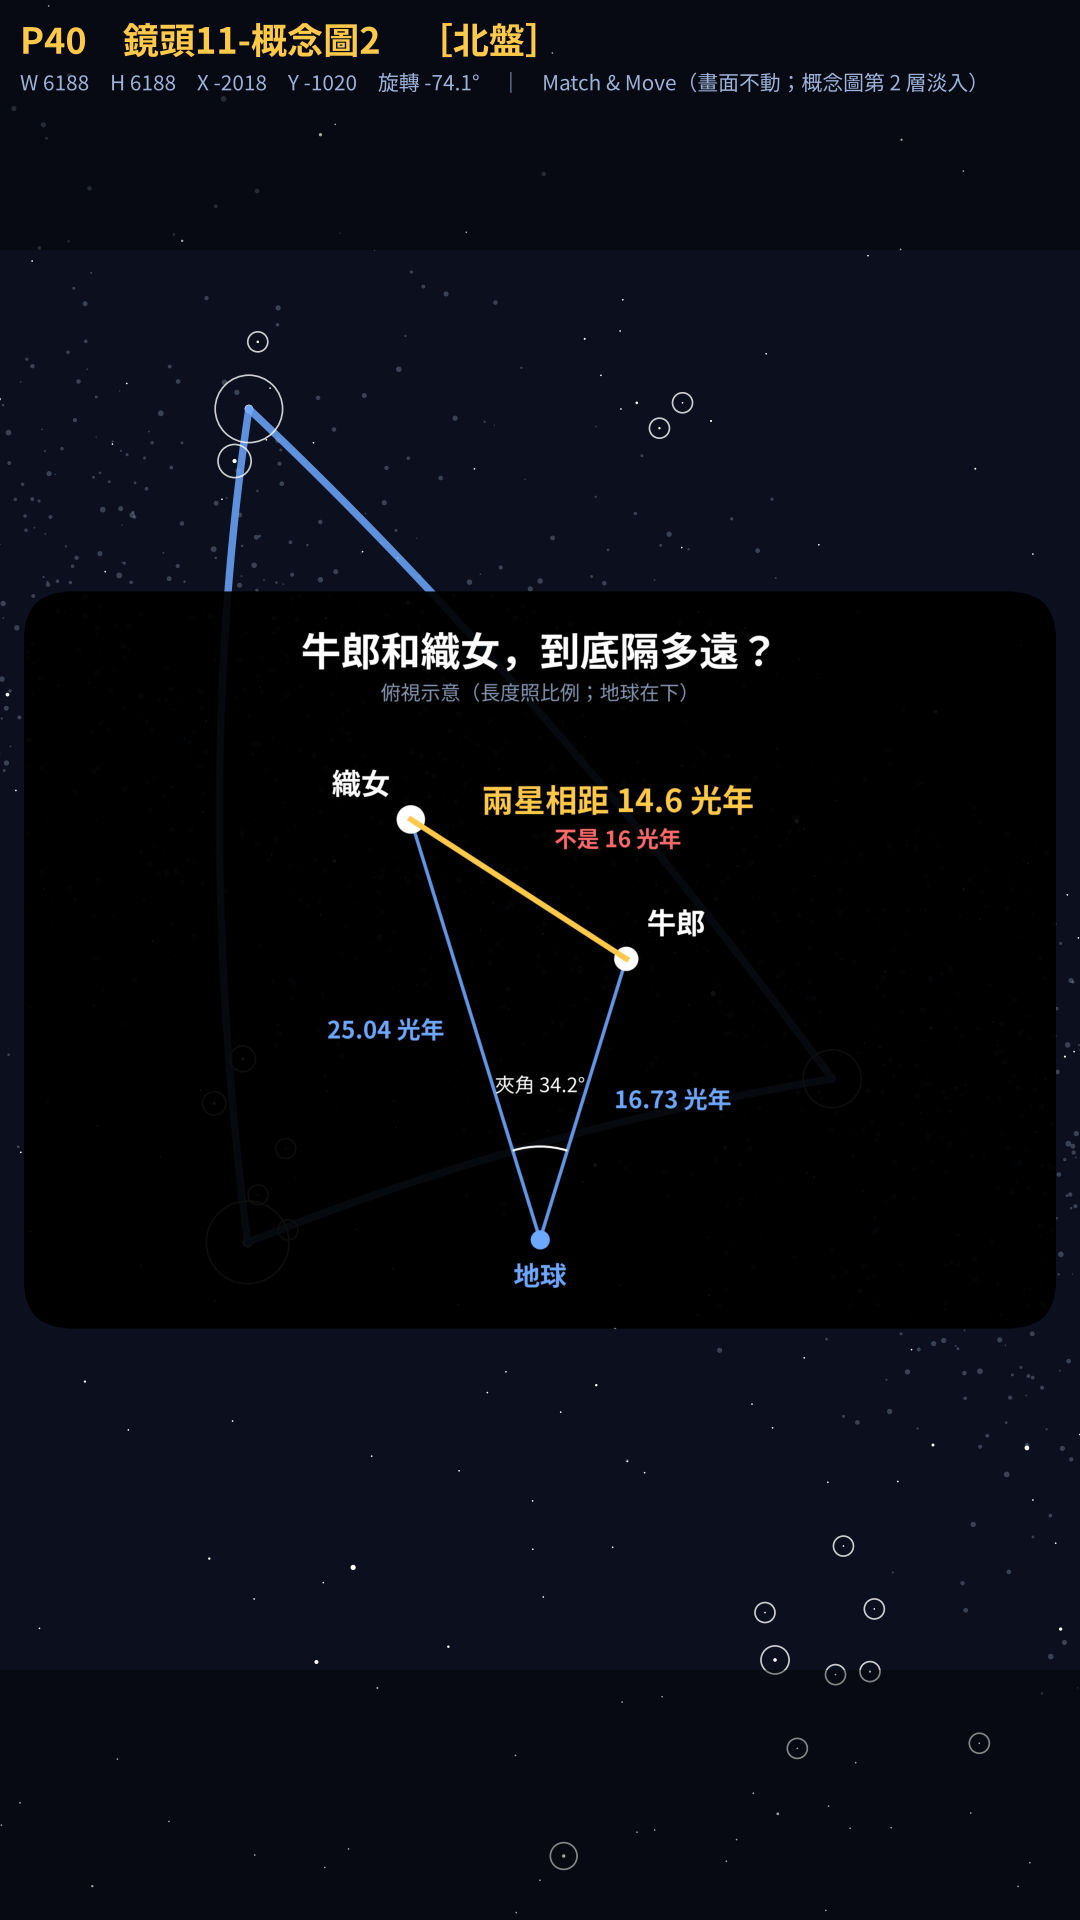 P40 鏡頭11-概念圖2 ［北盤］
W 6188 H 6188 X -2018 Y -1020 旋轉 -74.1° ｜ Match & Move（畫面不動；概念圖第 2 層淡入）
牛郎和織女，到底隔多遠？
俯視示意（長度照比例；地球在下）
織女
兩星相距 14.6 光年
不是 16 光年
牛郎
25.04 光年
夾角 34.2°
16.73 光年
地球